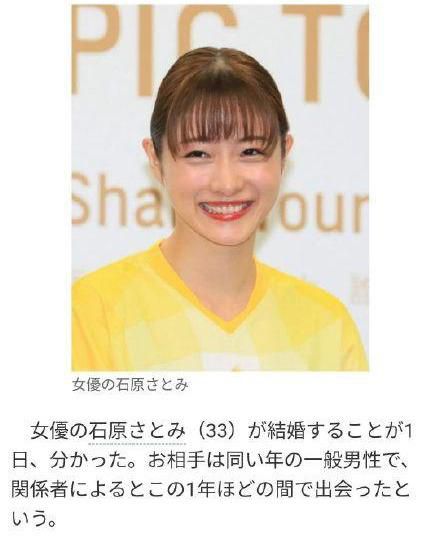 PIC TO
Sha
our
女優の石原さとみ
女優の石原さとみ（33）が結婚することが1
日、分かった。お相手は同い年の一般男性で、
関係者によるとこの1年ほどの間で出会ったと
いう。